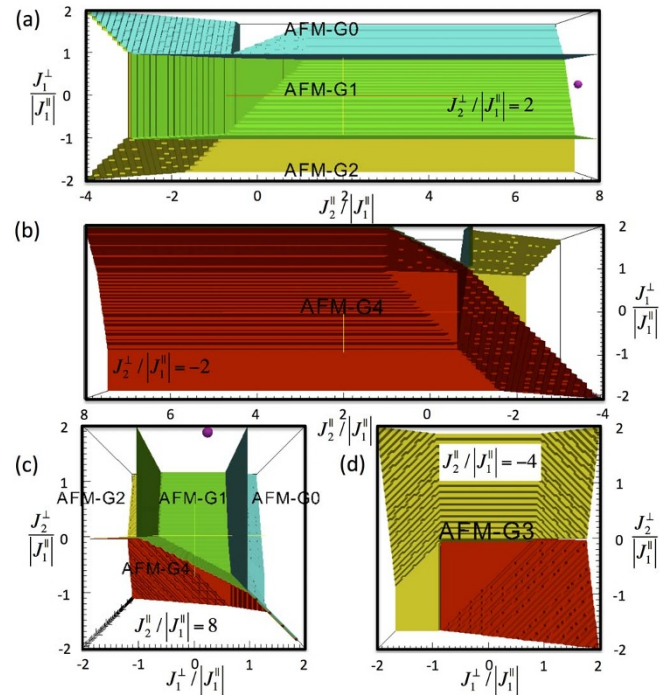 (a)
2
1
0
-1
-2
J₁^⊥ / |J₁^∥|
AFM-G0
AFM-G1
J₂^⊥ / |J₁^∥| = 2
AFM-G2
-4 -2 0 2 4 6 8
J₂^∥ / |J₁^∥|
(b)
2
1
0
-1
-2
J₁^⊥ / |J₁^∥|
AFM-G4
J₂^⊥ / |J₁^∥| = -2
8 6 4 2 0 -2 -4
J₂^∥ / |J₁^∥|
(c)
2
1
0
-1
-2
J₂^⊥ / |J₁^∥|
AFM-G2 AFM-G1 AFM-G0
AFM-G4
J₂^∥ / |J₁^∥| = 8
-2 -1 0 1 2
J₁^⊥ / |J₁^∥|
(d)
J₂^∥ / |J₁^∥| = -4
AFM-G3
2
1
0
-1
-2
J₂^⊥ / |J₁^∥|
-2 -1 0 1 2
J₁^⊥ / |J₁^∥|